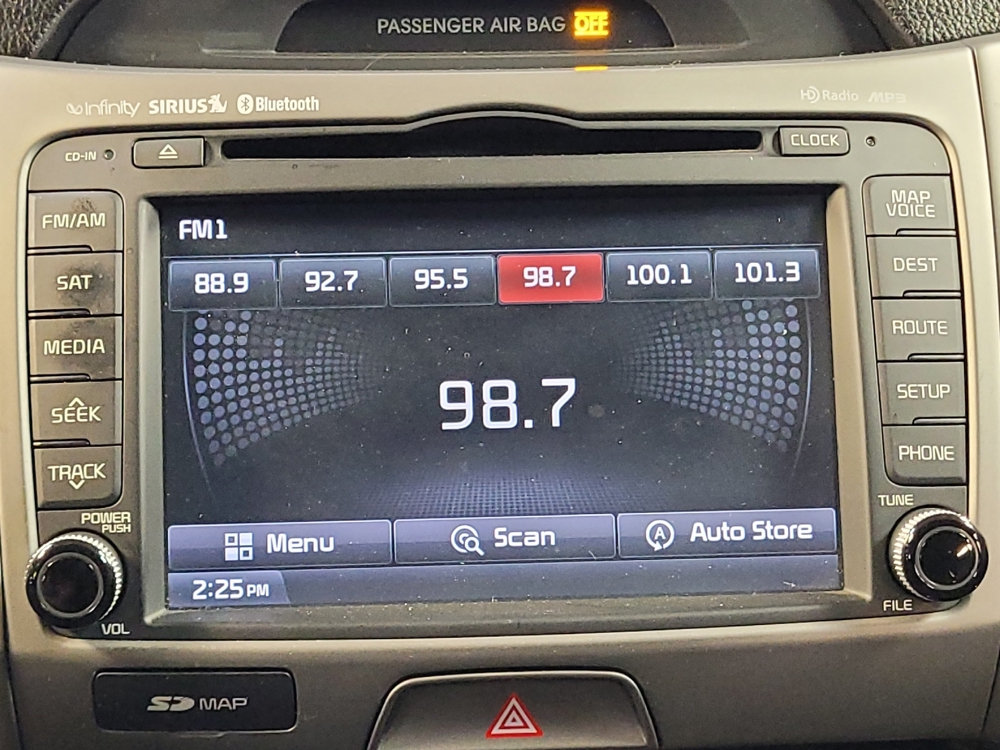 PASSENGER AIR BAG OFF
Infinity SIRIUS Bluetooth
HD Radio MP3
CD-IN
CLOCK
FM/AM
SAT
MEDIA
SEEK
TRACK
POWER
PUSH
VOL
FM1
88.9 92.7 95.5 98.7 100.1 101.3
98.7
Menu Scan A Auto Store
2:25 PM
MAP
VOICE
DEST
ROUTE
SETUP
PHONE
TUNE
FILE
SD MAP